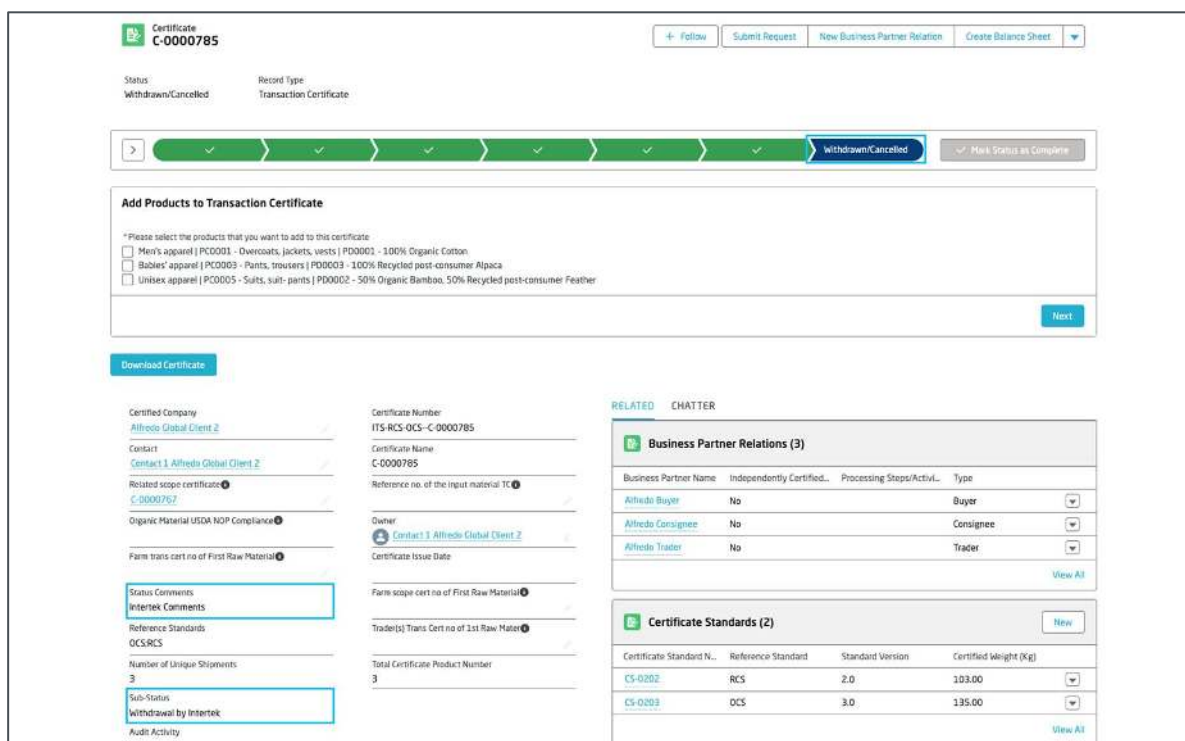 Certificate
C-0000785
+ Follow
Submit Request
New Business Partner Relation
Create Balance Sheet
Status
Record Type
Withdrawn/Cancelled
Transaction Certificate
Withdrawn/Cancelled
Mark Status as Complete
Add Products to Transaction Certificate
*Please select the products that you want to add to this certificate
Men's apparel | PC0001 - Overcoats, jackets, vests | PD0001 - 100% Organic Cotton
Babies' apparel | PC0003 - Pants, trousers | PD0003 - 100% Recycled post-consumer Alpaca
Unisex apparel | PC0005 - Suits, suit- pants | PD0002 - 50% Organic Bamboo, 50% Recycled post-consumer Feather
Next
Download Certificate
Certified Company
Alfredo Global Client 2
Contact
Contact 1 Alfredo Global Client 2
Related scope certificate
C-0000767
Organic Material USDA NOP Compliance
Farm trans cert no of First Raw Material
Status Comments
Intertek Comments
Reference Standards
OCS;RCS
Number of Unique Shipments
3
Sub-Status
Withdrawal by Intertek
Audit Activity
Certificate Number
ITS-RCS-OCS--C-0000785
Certificate Name
C-0000785
Reference no. of the input material TC
Owner
Contact 1 Alfredo Global Client 2
Certificate Issue Date
Farm scope cert no of First Raw Material
Trader(s) Trans Cert no of 1st Raw Mater
Total Certificate Product Number
3
RELATED CHATTER
Business Partner Relations (3)
Business Partner Name Independently Certified... Processing Steps/Activi... Type
Alfredo Buyer No Buyer
Alfredo Consignee No Consignee
Alfredo Trader No Trader
View All
Certificate Standards (2)
New
Certificate Standard N... Reference Standard Standard Version Certified Weight (Kg)
CS-0202 RCS 2.0 103.00
CS-0203 OCS 3.0 135.00
View All